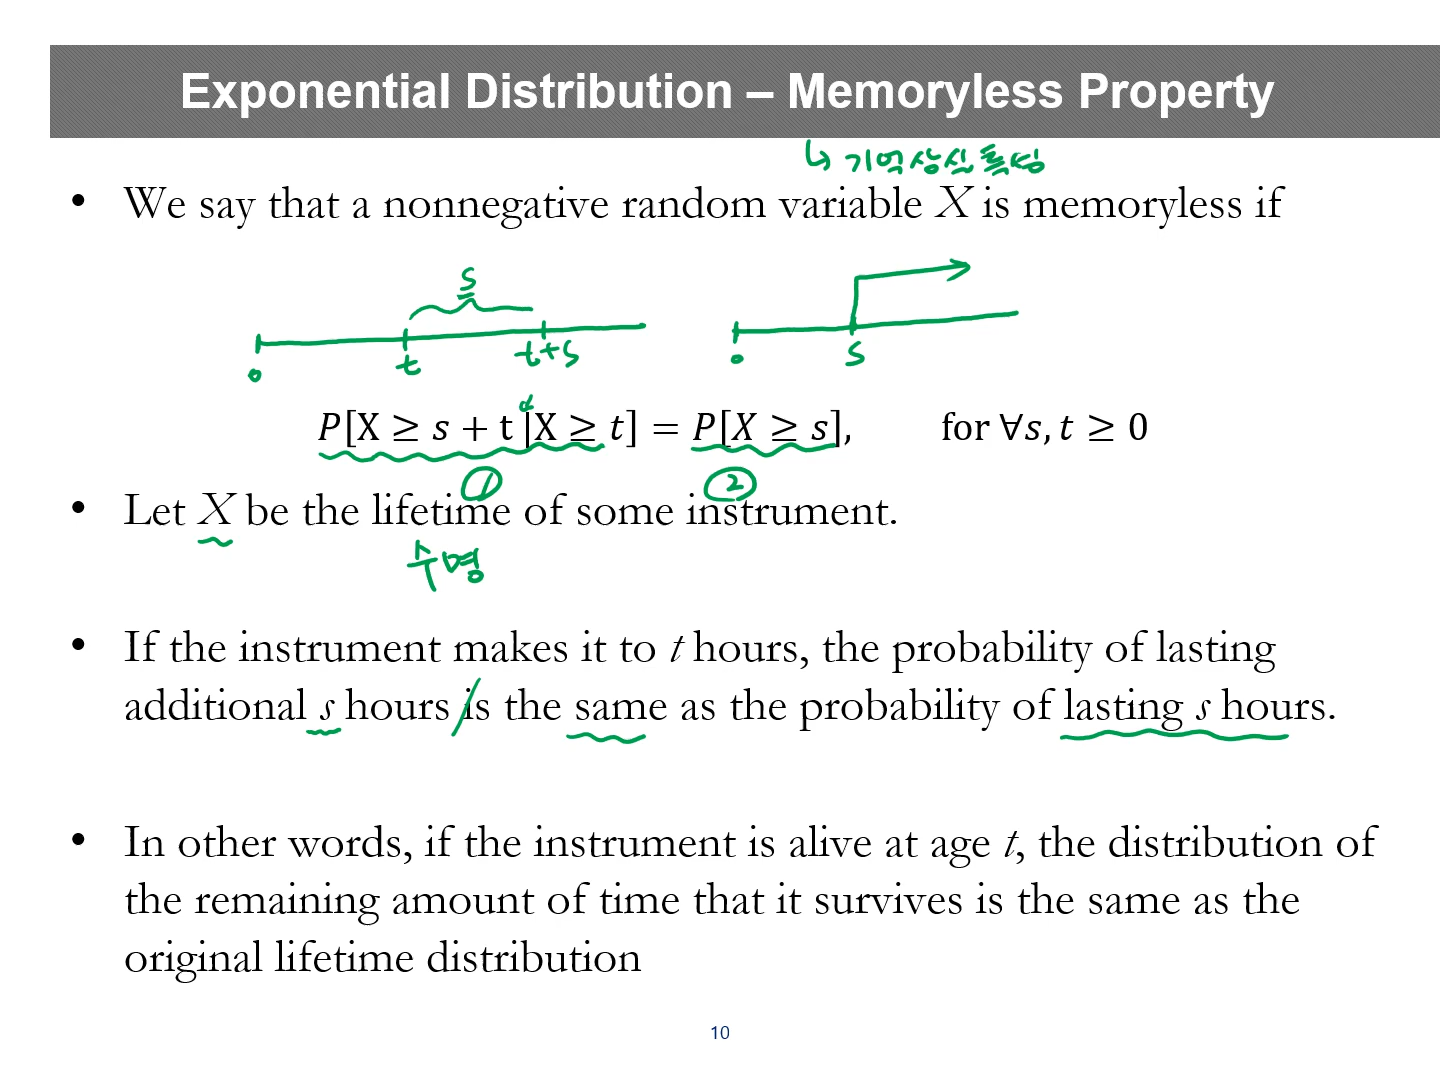 Exponential Distribution – Memoryless Property
↳ 기억상실특성
• We say that a nonnegative random variable X is memoryless if
s
0 t t+s
0 s
P[X ≥ s + t |X ≥ t] = P[X ≥ s], for ∀s, t ≥ 0
① ②
• Let X be the lifetime of some instrument.
수명
• If the instrument makes it to t hours, the probability of lasting
additional s hours / is the same as the probability of lasting s hours.
• In other words, if the instrument is alive at age t, the distribution of
the remaining amount of time that it survives is the same as the
original lifetime distribution
10